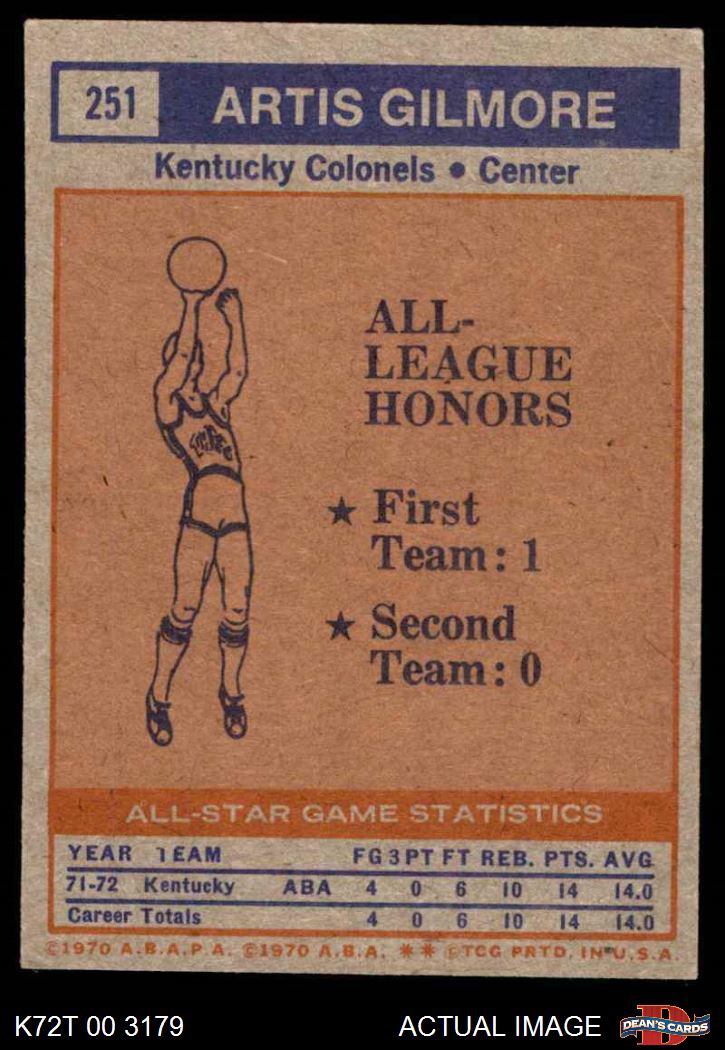 251 ARTIS GILMORE
Kentucky Colonels • Center
ALL-
LEAGUE
HONORS
★ First
Team: 1
★ Second
Team: 0
ALL-STAR GAME STATISTICS
YEAR TEAM FG 3PT FT REB. PTS. AVG
71-72 Kentucky ABA 4 0 6 10 14 14.0
Career Totals 4 0 6 10 14 14.0
©1970 A.B.A.P.A. ©1970 A.B.A. ** ©TCG PRTD. IN U.S.A.
K72T 00 3179 ACTUAL IMAGE DEAN'S CARDS